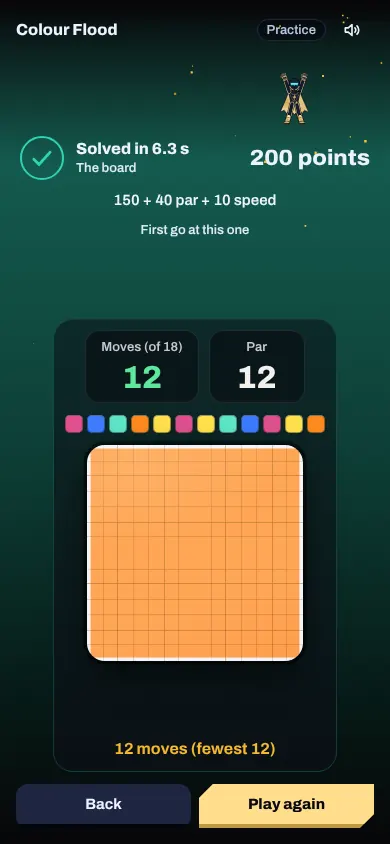 Colour Flood
Practice
Solved in 6.3 s
The board
200 points
150 + 40 par + 10 speed
First go at this one
Moves (of 18)
12
Par
12
12 moves (fewest 12)
Back
Play again